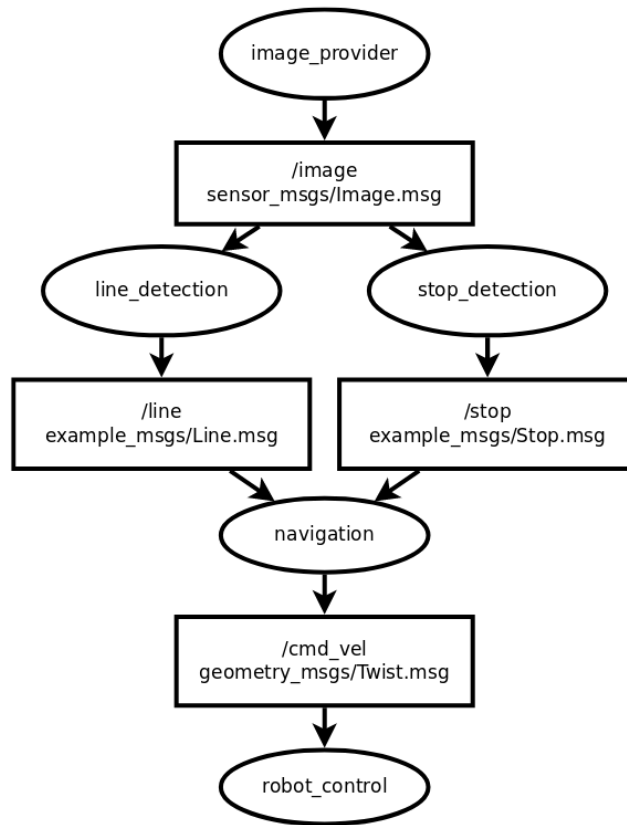 image_provider
/image
sensor_msgs/Image.msg
line_detection
stop_detection
/line
example_msgs/Line.msg
/stop
example_msgs/Stop.msg
navigation
/cmd_vel
geometry_msgs/Twist.msg
robot_control